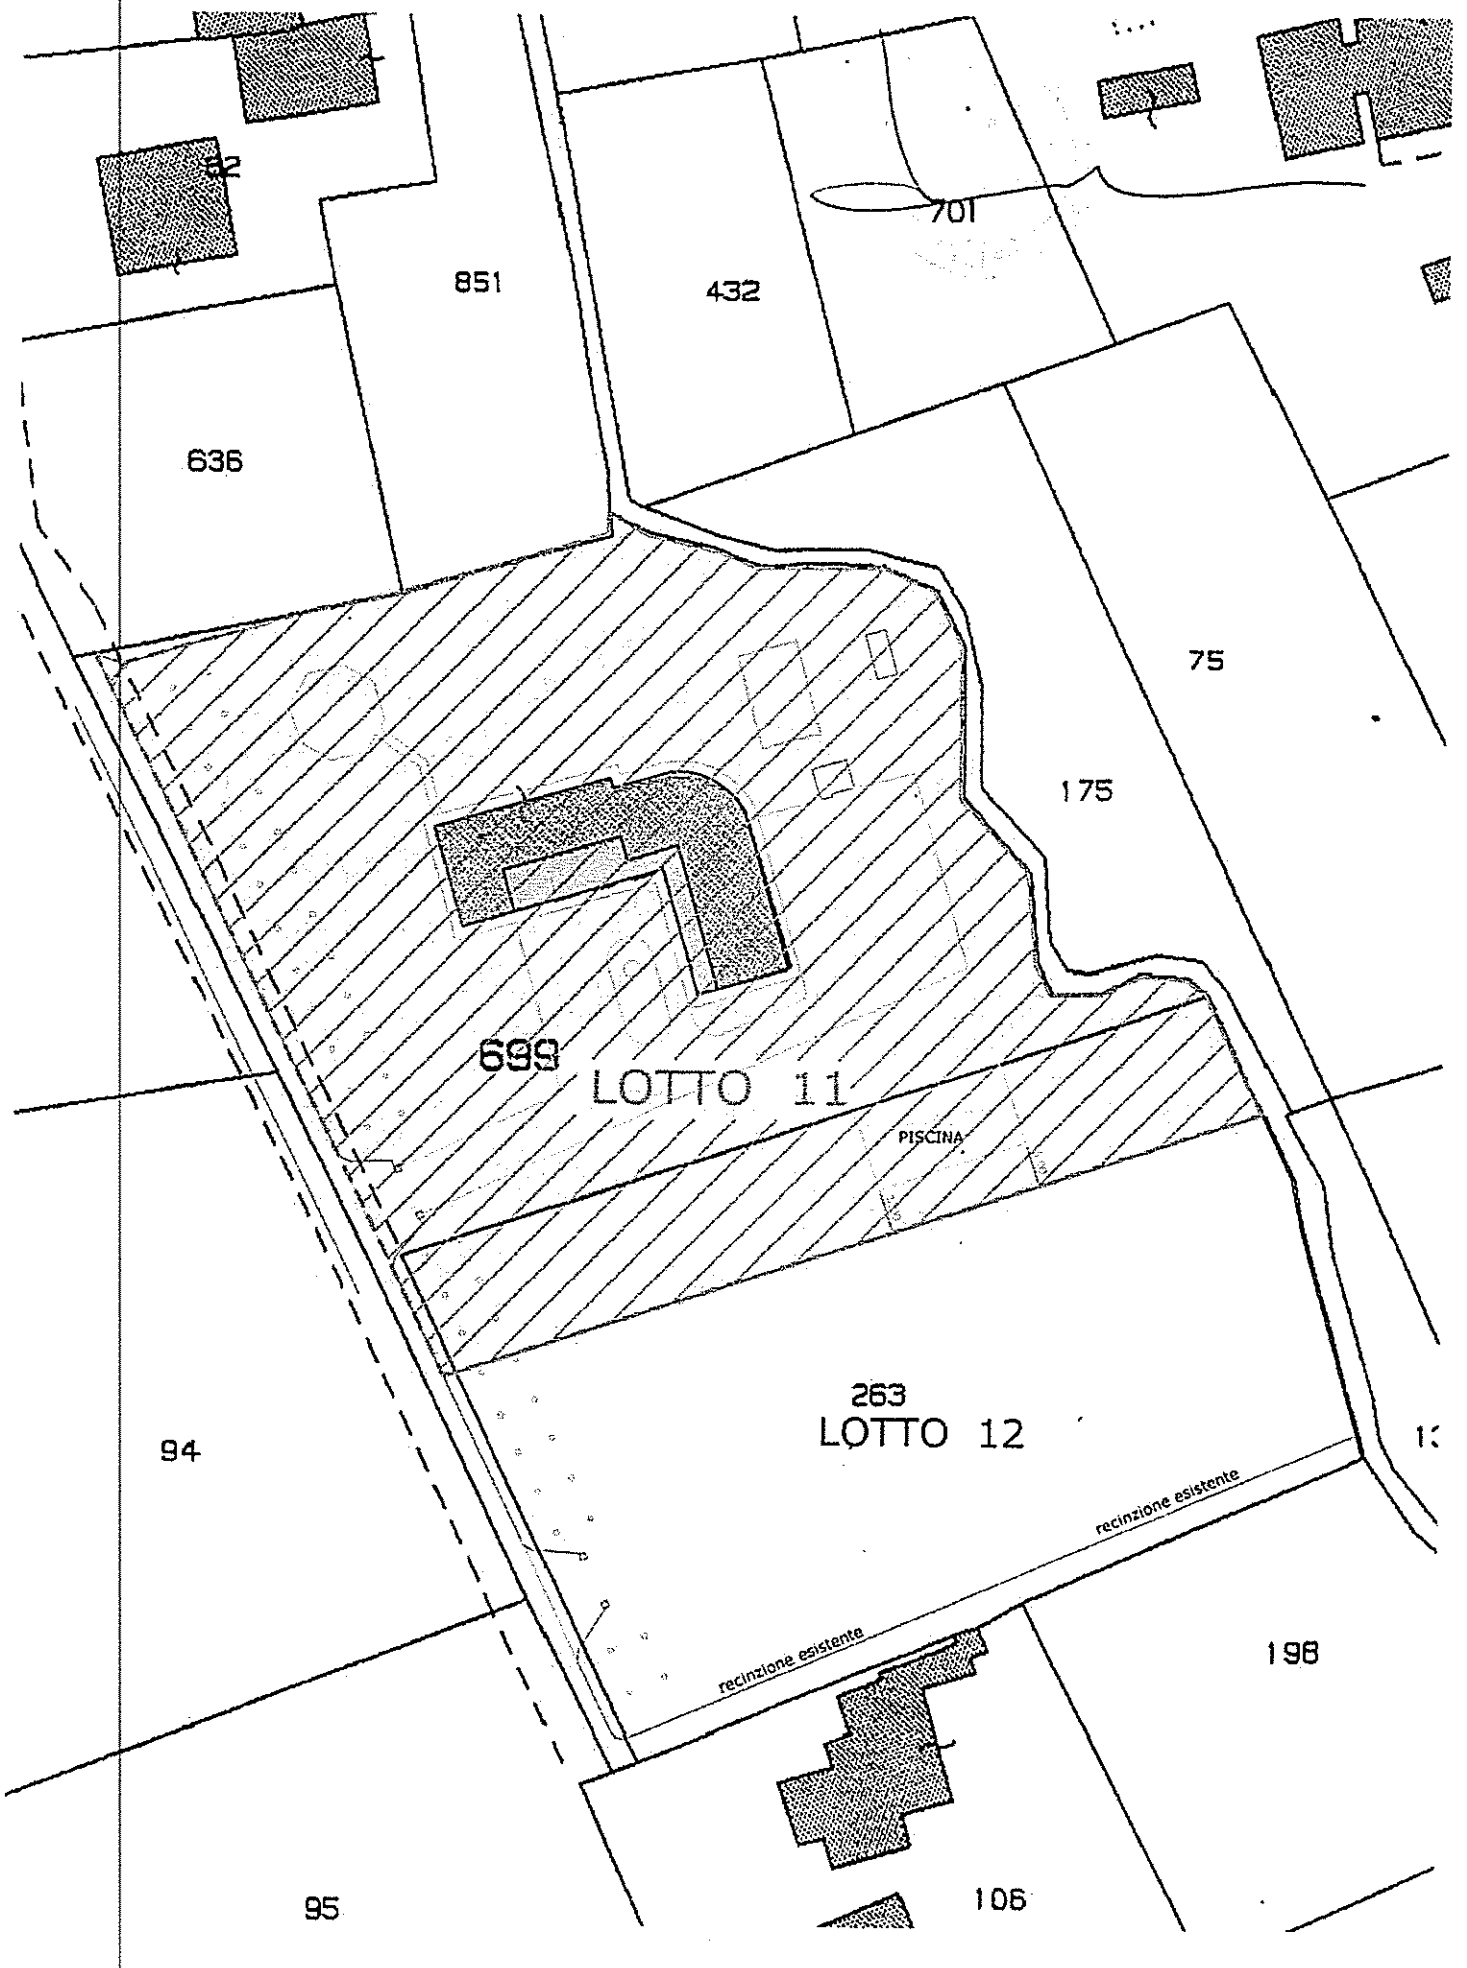 701
851
432
636
75
175
699
LOTTO 11
PISCINA
263
LOTTO 12
94
recinzione esistente
recinzione esistente
198
95
106